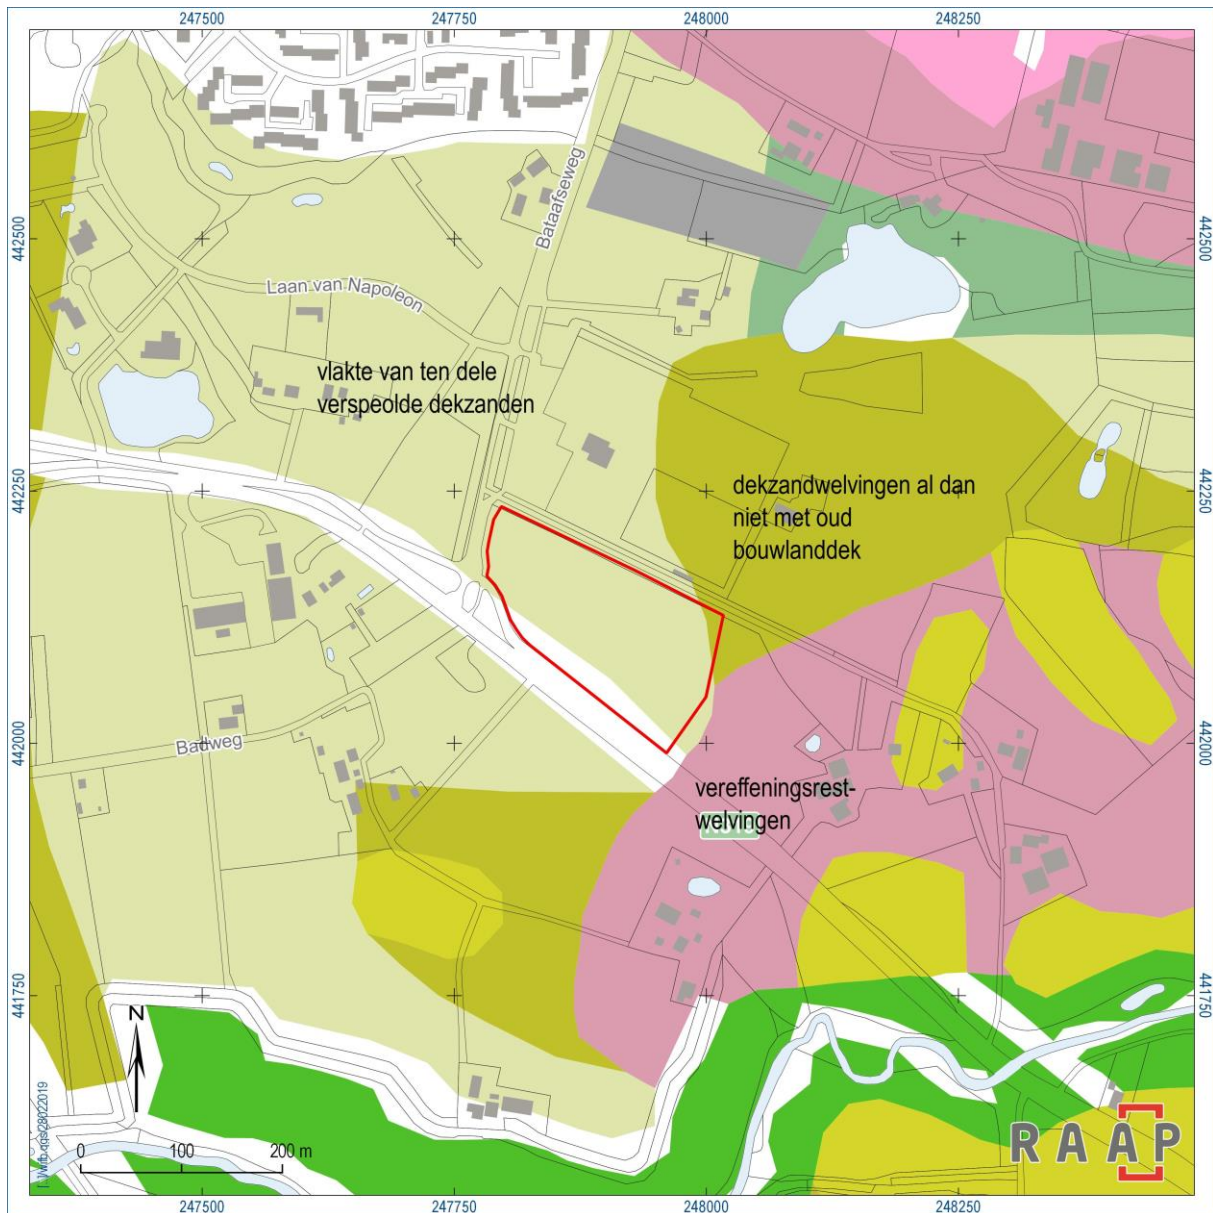 247500 247750 248000 248250
442500 442500
Bataafseweg
Laan van Napoleon
vlakte van ten dele
verspeolde dekzanden
442250 442250
dekzandwelvingen al dan
niet met oud
bouwlanddek
442000 442000
Badweg
vereffeningsrest-
welvingen
441750 441750
N
0 100 200 m
RAAP
247500 247750 248000 248250